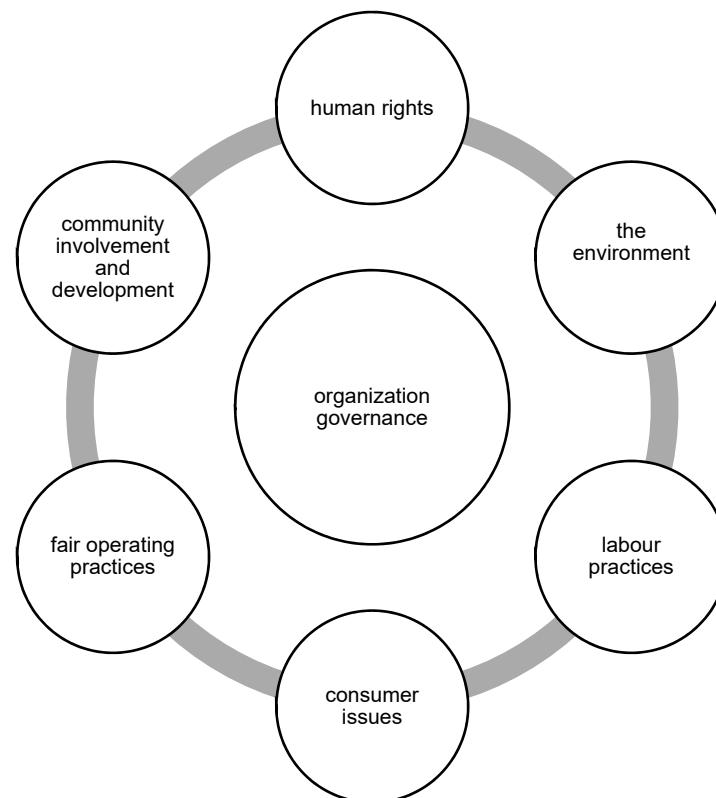 human rights
community
involvement
and
development
the
environment
organization
governance
fair operating
practices
labour
practices
consumer
issues